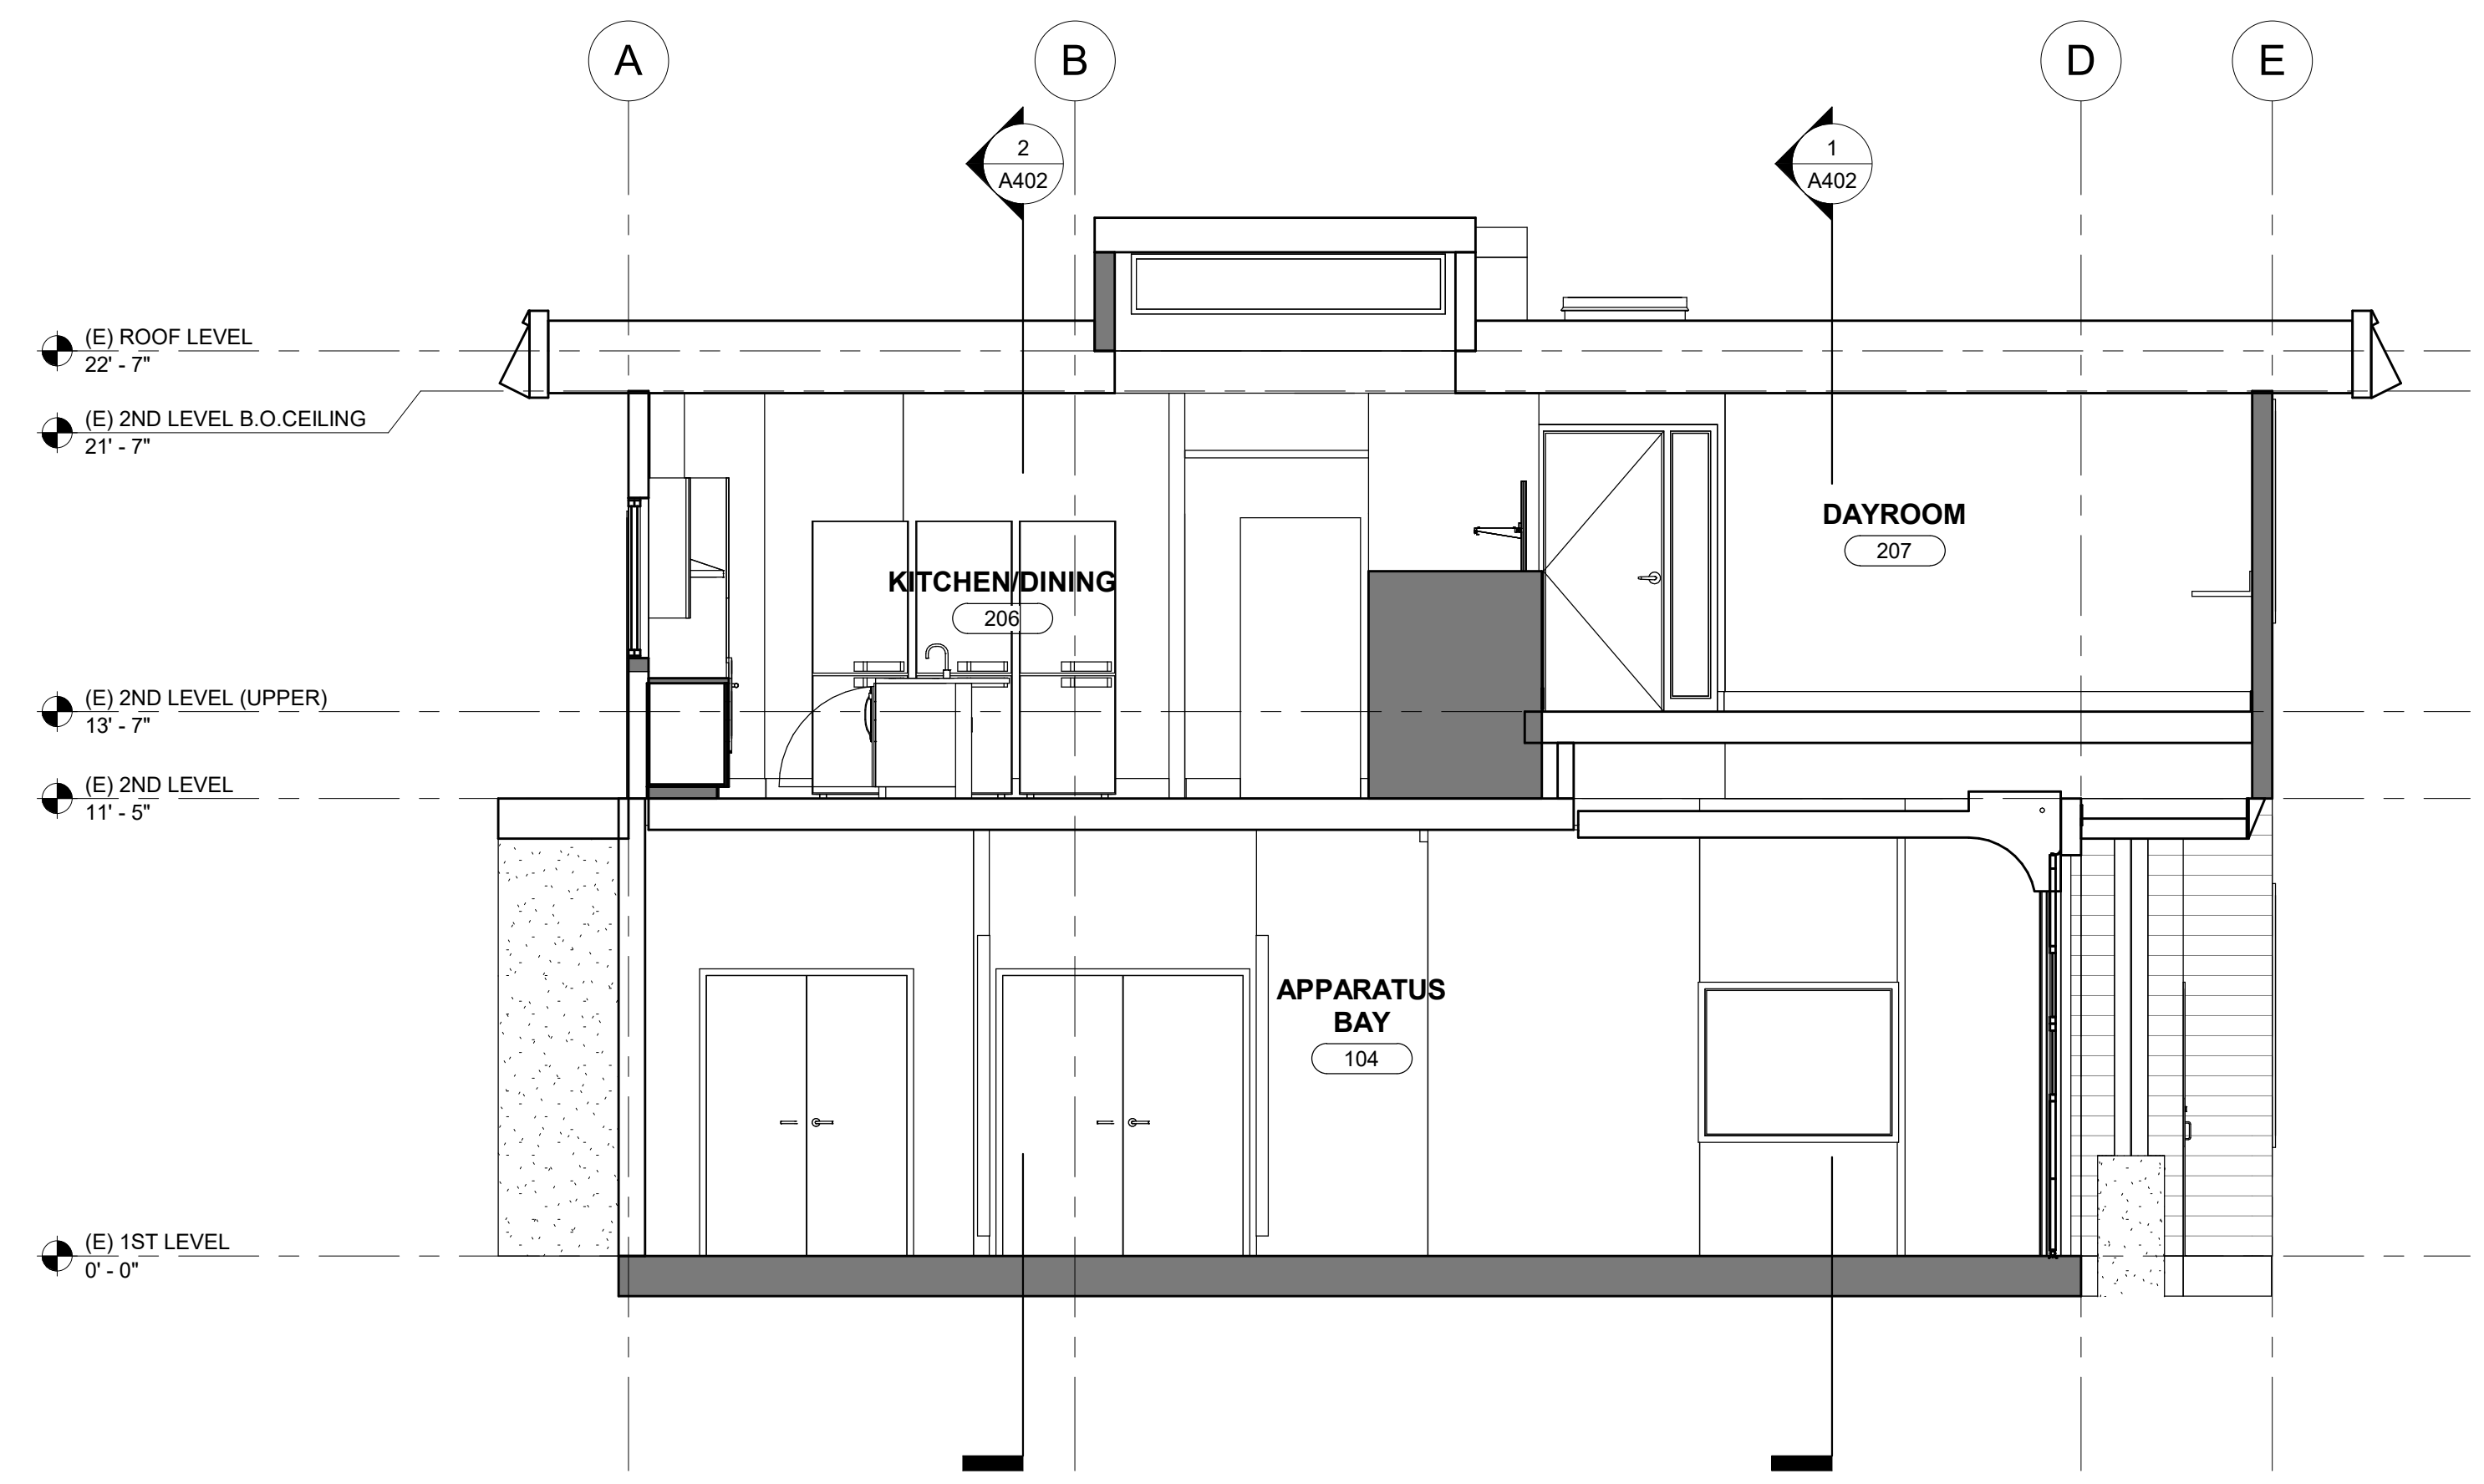 A
B
D
E
2
A402
1
A402
(E) ROOF LEVEL
22' - 7"
(E) 2ND LEVEL B.O.CEILING
21' - 7"
DAYROOM
207
KITCHEN/DINING
206
(E) 2ND LEVEL (UPPER)
13' - 7"
(E) 2ND LEVEL
11' - 5"
APPARATUS
BAY
104
(E) 1ST LEVEL
0' - 0"